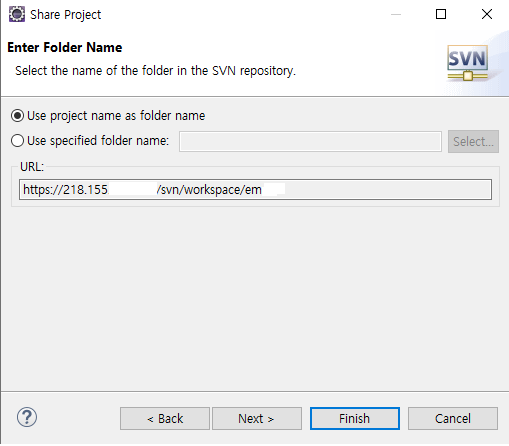 Share Project
Enter Folder Name
Select the name of the folder in the SVN repository.
SVN
Use project name as folder name
Use specified folder name:
Select...
URL:
https://218.155 /svn/workspace/em
?
< Back
Next >
Finish
Cancel